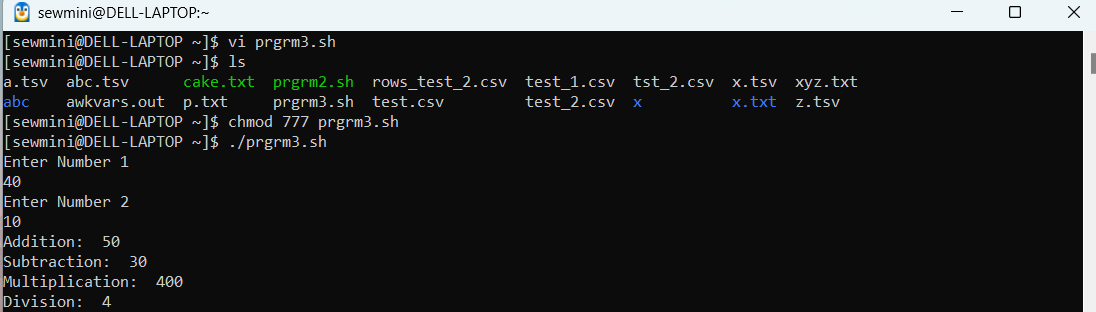 sewmini@DELL-LAPTOP:~
[sewmini@DELL-LAPTOP ~]$ vi prgrm3.sh
[sewmini@DELL-LAPTOP ~]$ ls
a.tsv  abc.tsv      cake.txt  prgrm2.sh  rows_test_2.csv  test_1.csv  tst_2.csv  x.tsv  xyz.txt
abc    awkvars.out  p.txt     prgrm3.sh  test.csv         test_2.csv  x          x.txt  z.tsv
[sewmini@DELL-LAPTOP ~]$ chmod 777 prgrm3.sh
[sewmini@DELL-LAPTOP ~]$ ./prgrm3.sh
Enter Number 1
40
Enter Number 2
10
Addition:  50
Subtraction:  30
Multiplication:  400
Division:  4